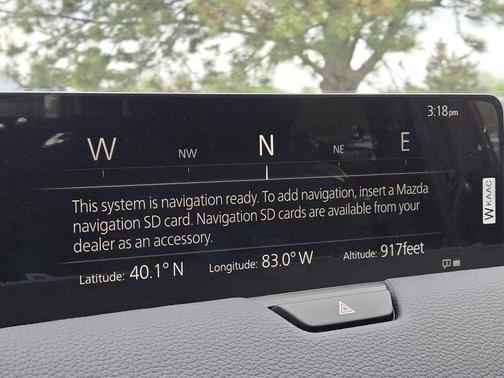 3:18pm
W NW N NE E
This system is navigation ready. To add navigation, insert a Mazda
navigation SD card. Navigation SD cards are available from your
dealer as an accessory.
Latitude: 40.1° N Longitude: 83.0° W Altitude: 917feet
W KAAC